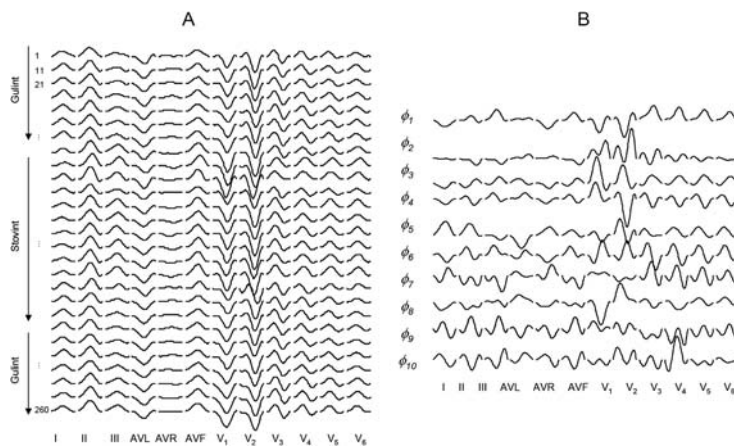 A
B
Gulint
Stovint
Gulint
1
11
21
260
I II III AVL AVR AVF V1 V2 V3 V4 V5 V6
ϕ1
ϕ2
ϕ3
ϕ4
ϕ5
ϕ6
ϕ7
ϕ8
ϕ9
ϕ10
I II III AVL AVR AVF V1 V2 V3 V4 V5 V6